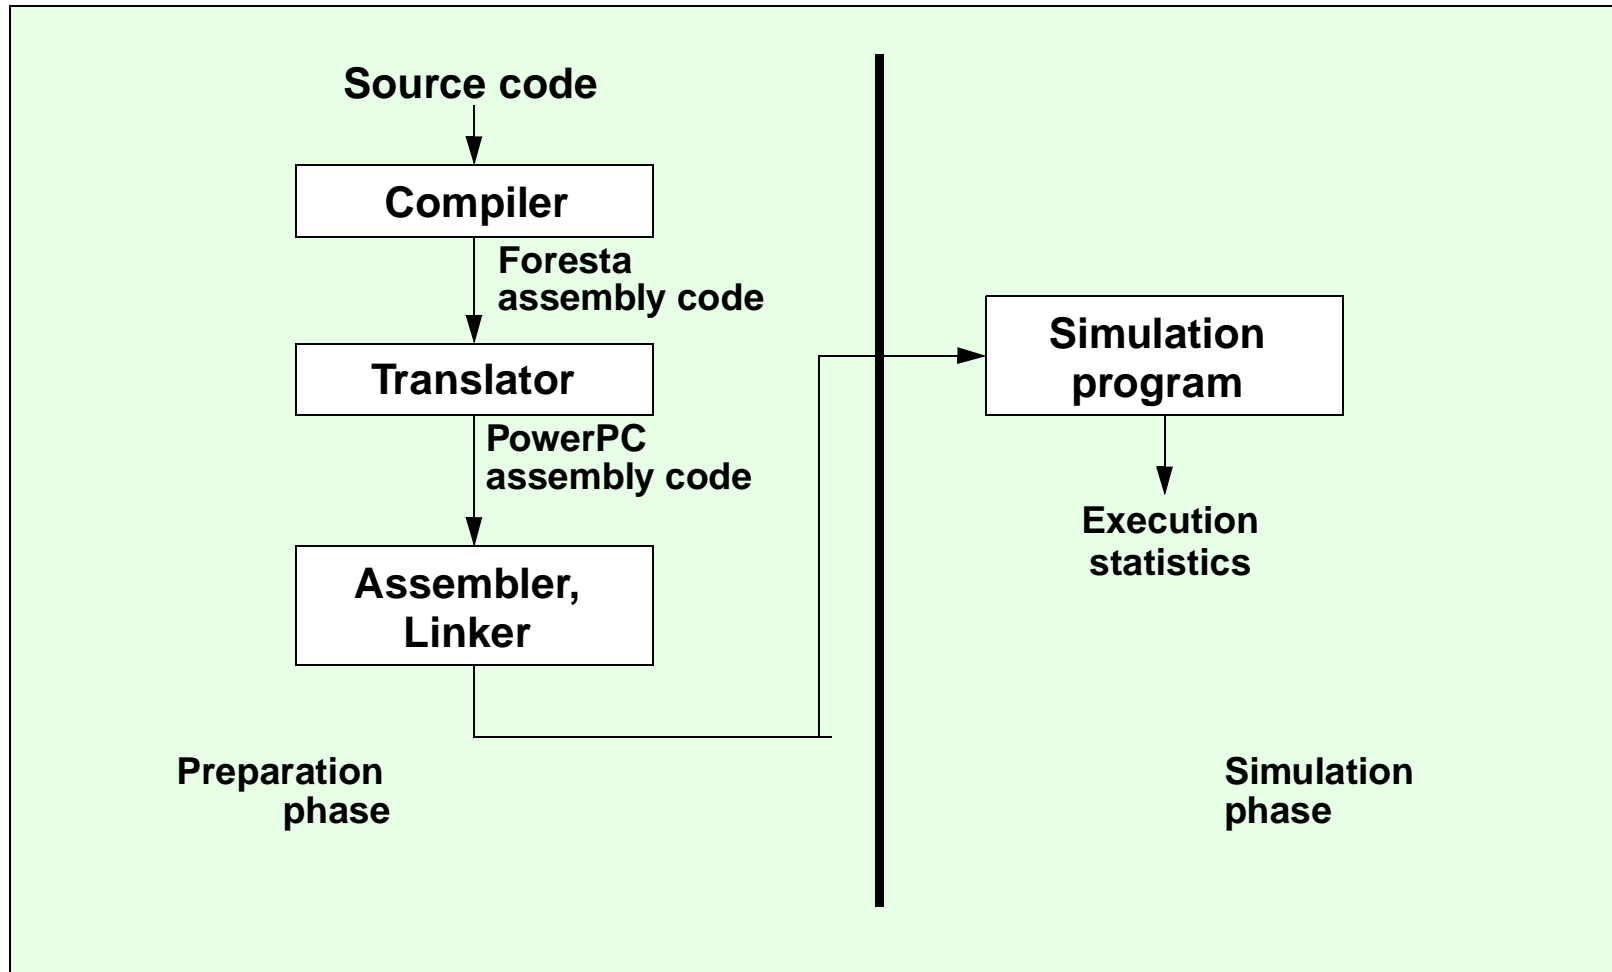 Source code
Compiler
Foresta
assembly code
Translator
PowerPC
assembly code
Assembler,
Linker
Preparation
phase
Simulation
program
Execution
statistics
Simulation
phase